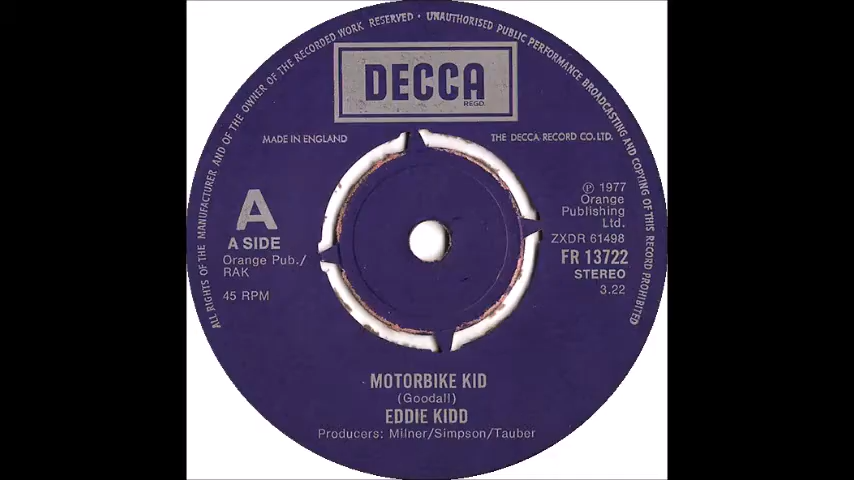 ALL RIGHTS OF THE MANUFACTURER AND OF THE OWNER OF THE RECORDED WORK RESERVED • UNAUTHORISED PUBLIC PERFORMANCE BROADCASTING AND COPYING OF THIS RECORD PROHIBITED
DECCA
REGD.
MADE IN ENGLAND
THE DECCA RECORD CO. LTD.
A
A SIDE
Orange Pub./
RAK
45 RPM
℗ 1977
Orange
Publishing
Ltd.
ZXDR 61498
FR 13722
STEREO
3.22
MOTORBIKE KID
(Goodall)
EDDIE KIDD
Producers: Milner/Simpson/Tauber